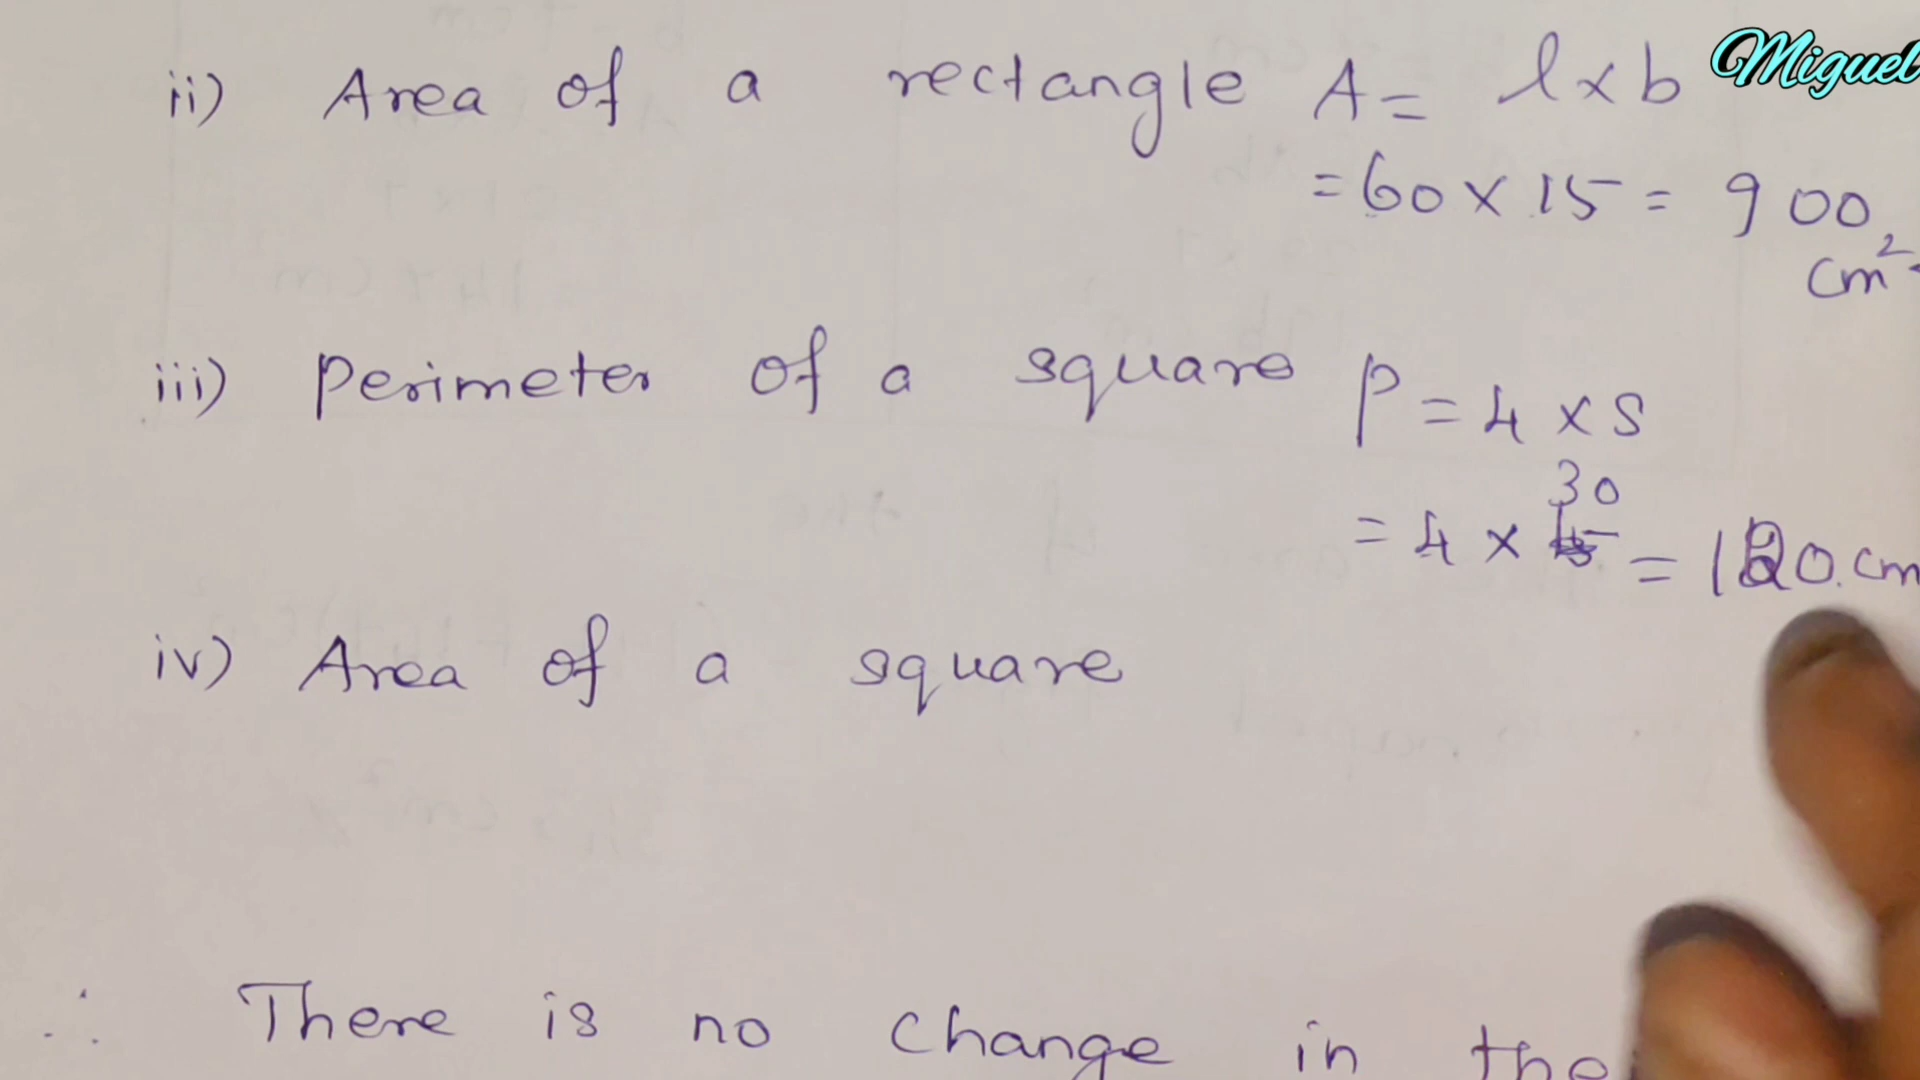 ii) Area of a rectangle A = l × b
Miguel
= 60 × 15 = 900
cm²
iii) Perimeter of a square P = 4 × s
30
= 4 × = 120 cm
iv) Area of a square
∴ There is no change in the